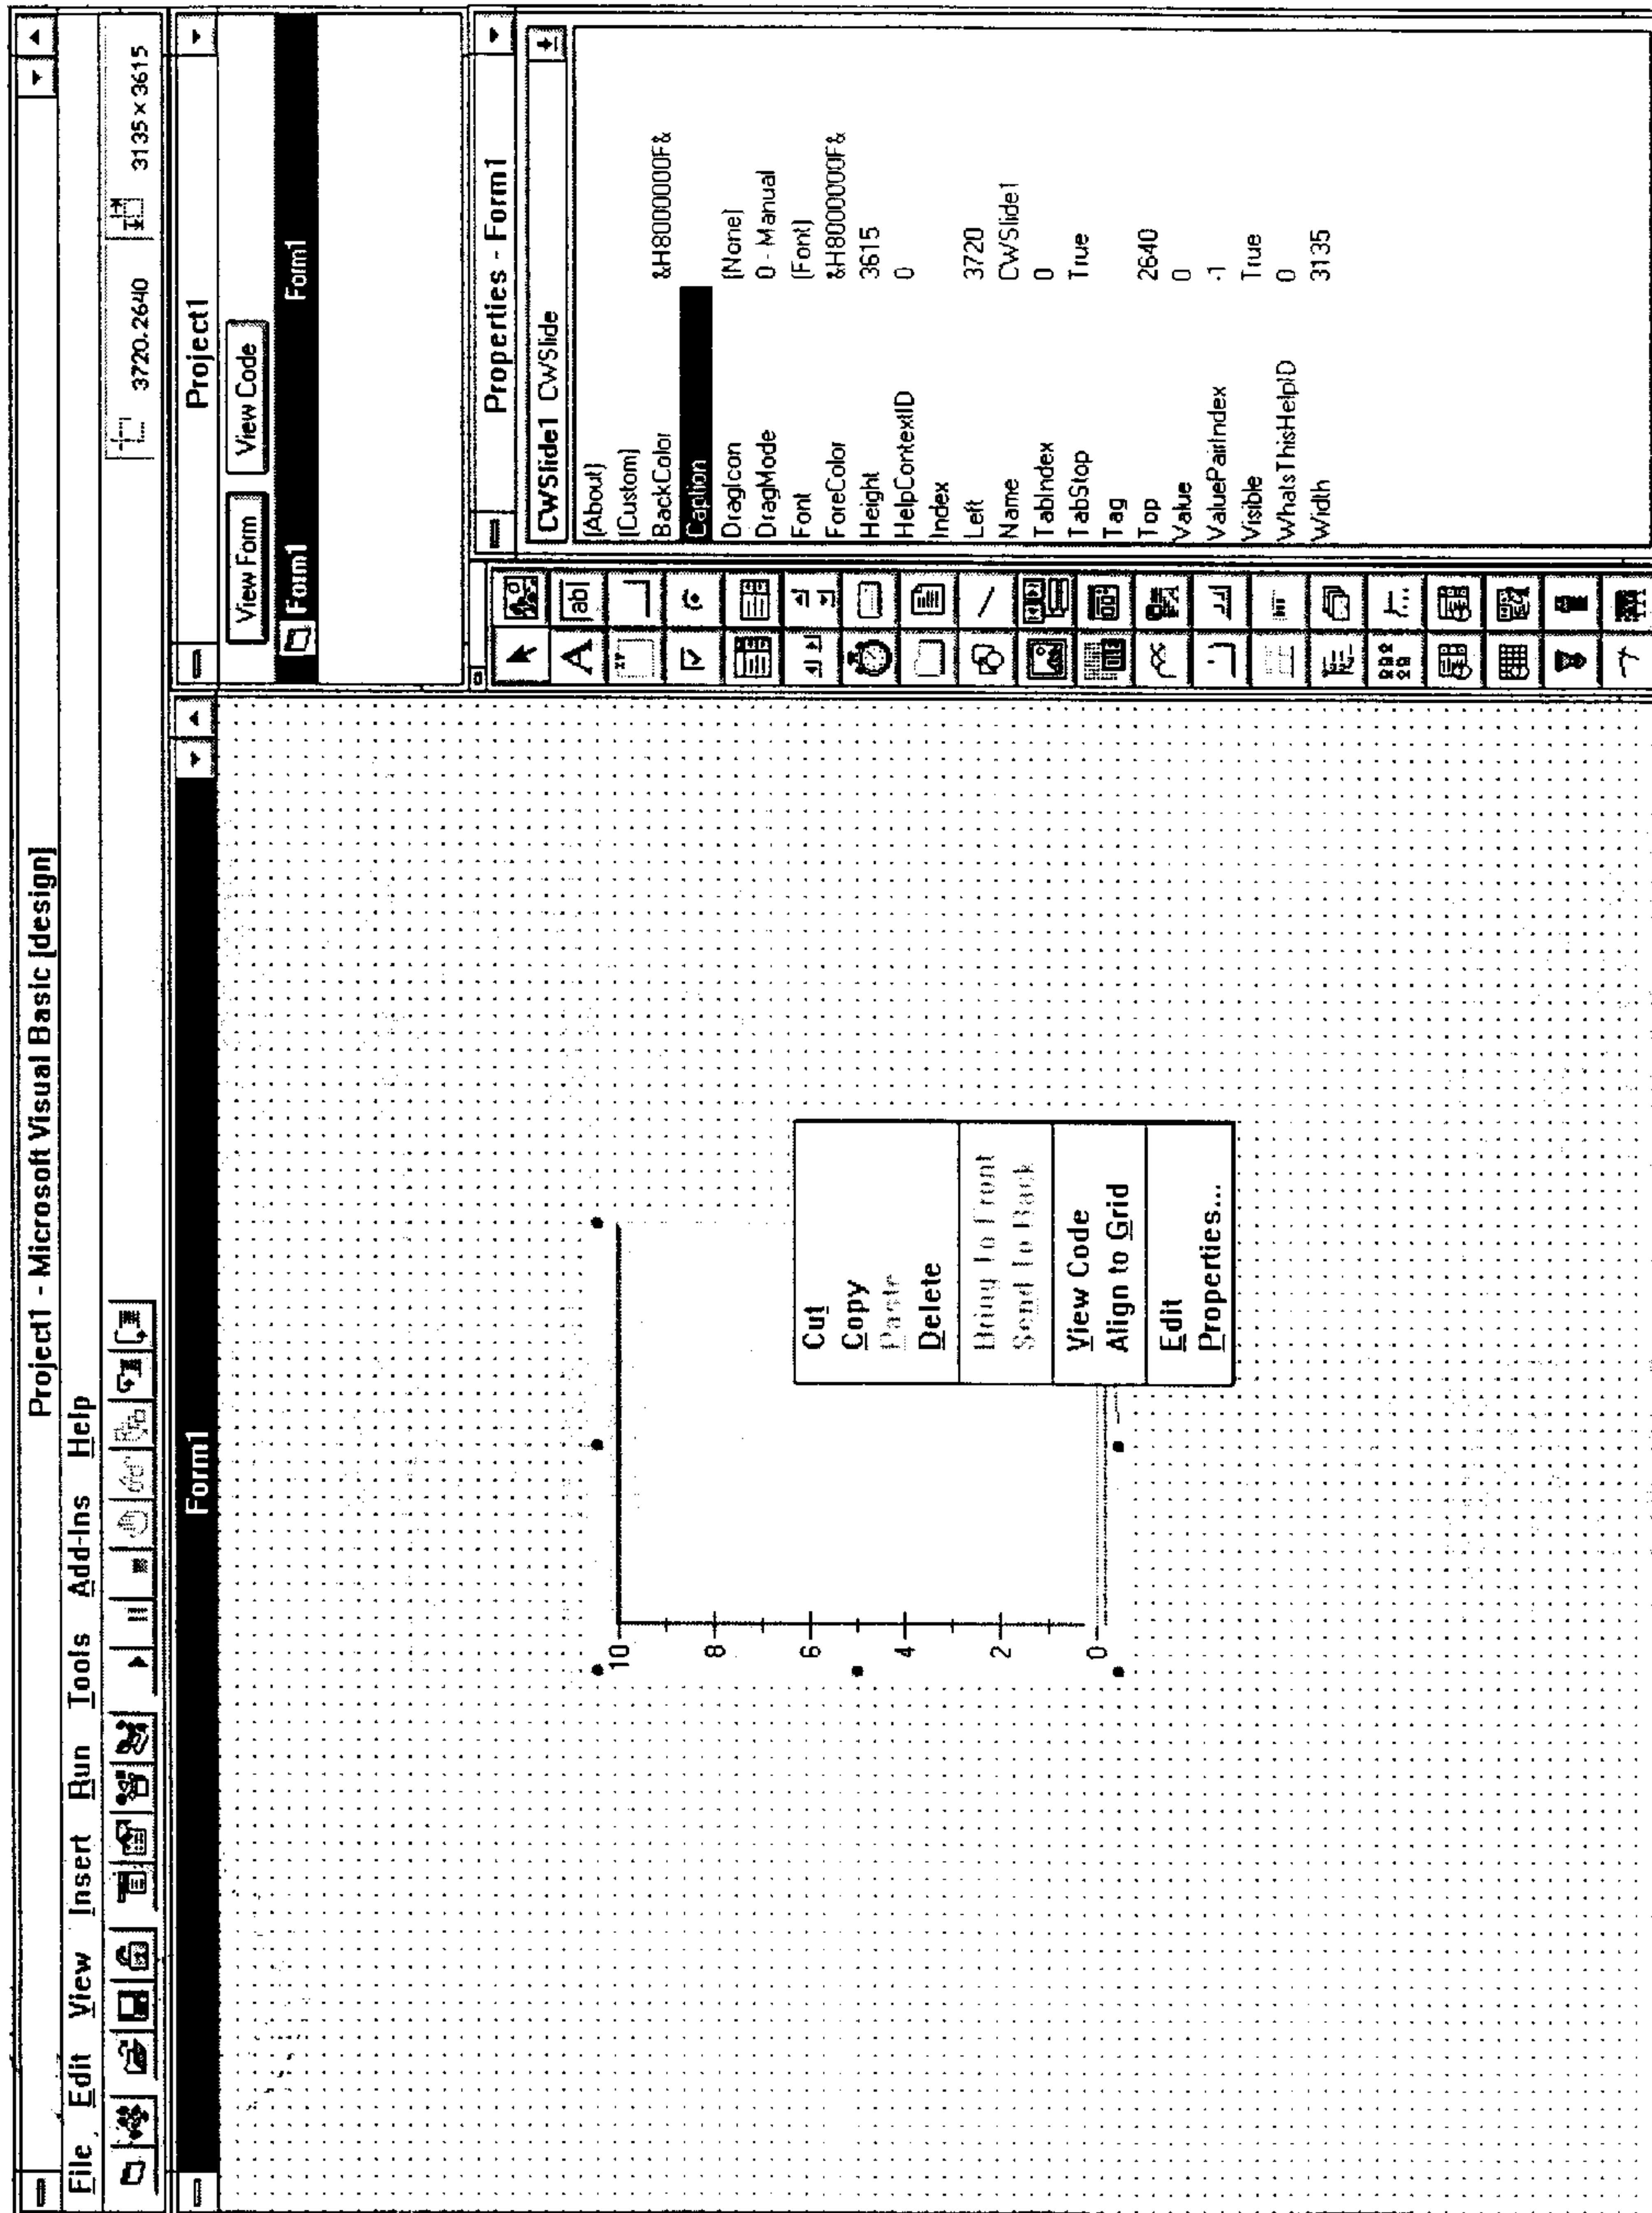 Project1 - Microsoft Visual Basic [design]
File Edit View Insert Run Tools Add-Ins Help
3720.2640
3135 × 3615
Form1
10
8
6
4
2
0
Cut
Copy
Paste
Delete
Bring To Front
Send To Back
View Code
Align to Grid
Edit
Properties...
Project1
View Form View Code
Form1 Form1
Properties - Form1
CWSlide1 CWSlide
(About)
(Custom)
BackColor &H8000000F&
Caption
DragIcon (None)
DragMode 0 - Manual
Font (Font)
ForeColor &H8000000F&
Height 3615
HelpContextID 0
Index
Left 3720
Name CWSlide1
TabIndex 0
TabStop True
Tag
Top 2640
Value 0
ValuePairIndex -1
Visible True
WhatsThisHelpID 0
Width 3135
A
ab